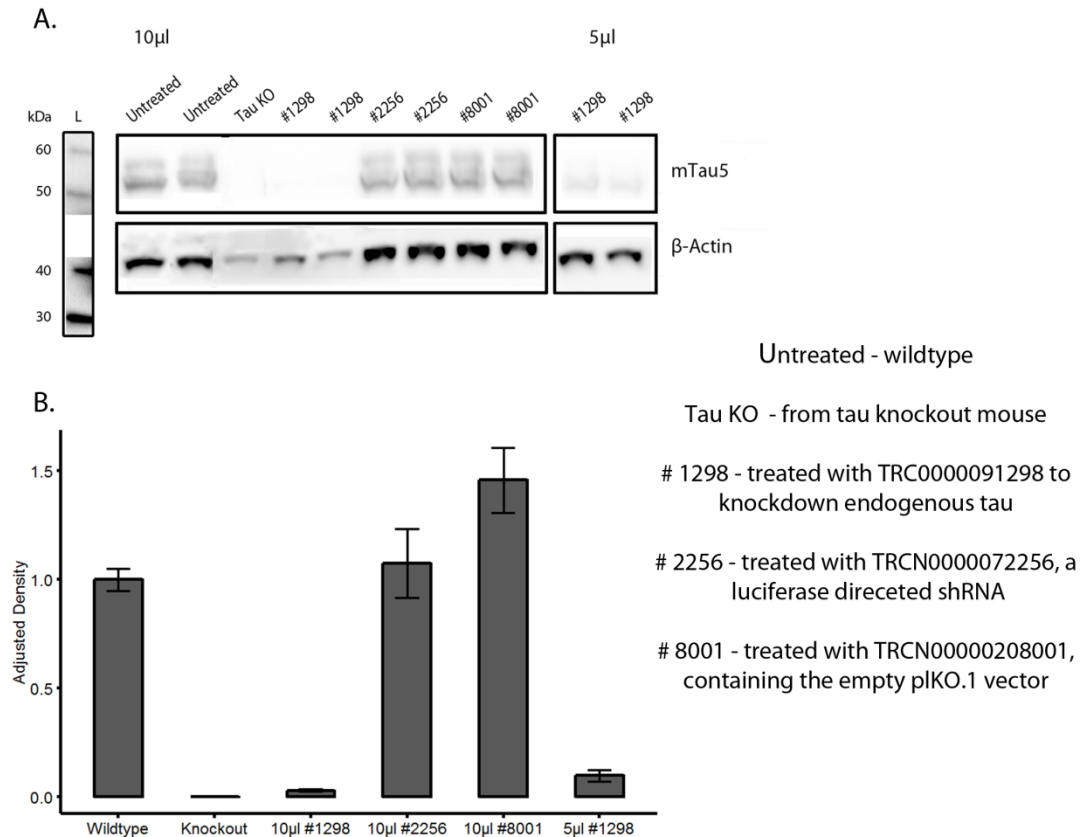 A.
10µl
5µl
Untreated
Untreated
Tau KO
#1298
#1298
#2256
#2256
#8001
#8001
#1298
#1298
kDa
L
60
50
40
30
mTau5
β-Actin
Untreated - wildtype
Tau KO - from tau knockout mouse
# 1298 - treated with TRC0000091298 to
knockdown endogenous tau
# 2256 - treated with TRCN0000072256, a
luciferase direceted shRNA
# 8001 - treated with TRCN00000208001,
containing the empty plKO.1 vector
B.
Adjusted Density
1.5
1.0
0.5
0.0
Wildtype
Knockout
10µl #1298
10µl #2256
10µl #8001
5µl #1298